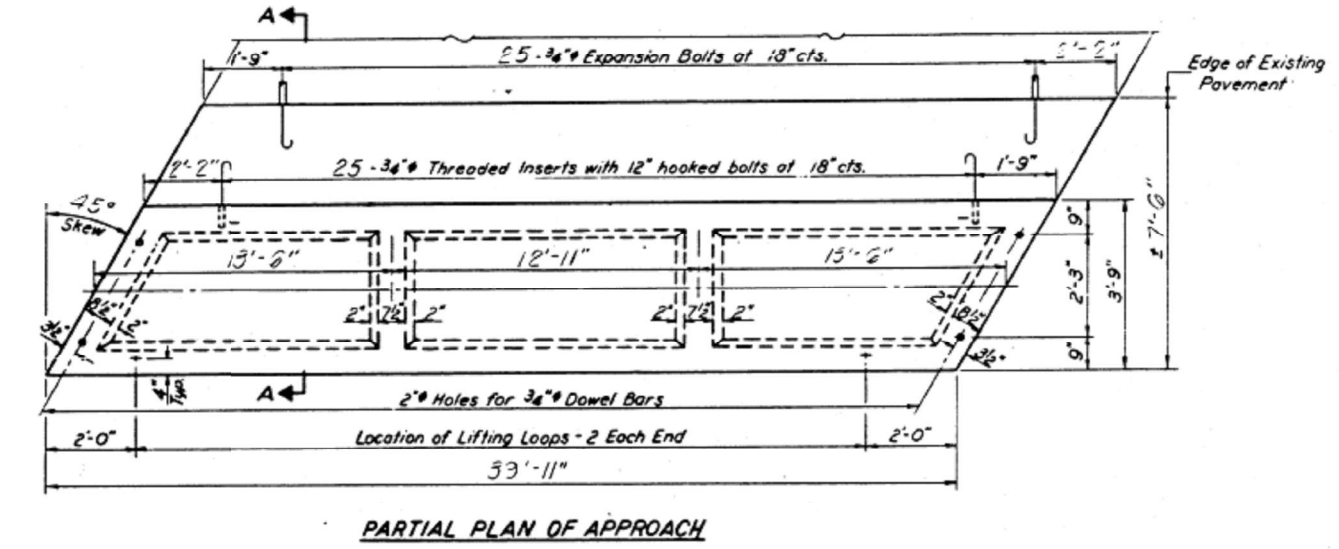 A
1'-9"
25 - ¾"φ Expansion Bolts at 18" cts.
2'-2"
Edge of Existing
Pavement
2'-2"
25 - ¾"φ Threaded Inserts with 12" hooked bolts at 18" cts.
1'-9"
45°
Skew
9"
± 7'-6"
13'-6"
12'-11"
13'-6"
2'-3"
3'-9"
8½"
2"
2"
7½"
2"
2"
7½"
2"
2"
8½"
3½"
3½"
9"
4"
Typ.
A
2"φ Holes for ¾"φ Dowel Bars
2'-0"
Location of Lifting Loops - 2 Each End
2'-0"
39'-11"
PARTIAL PLAN OF APPROACH